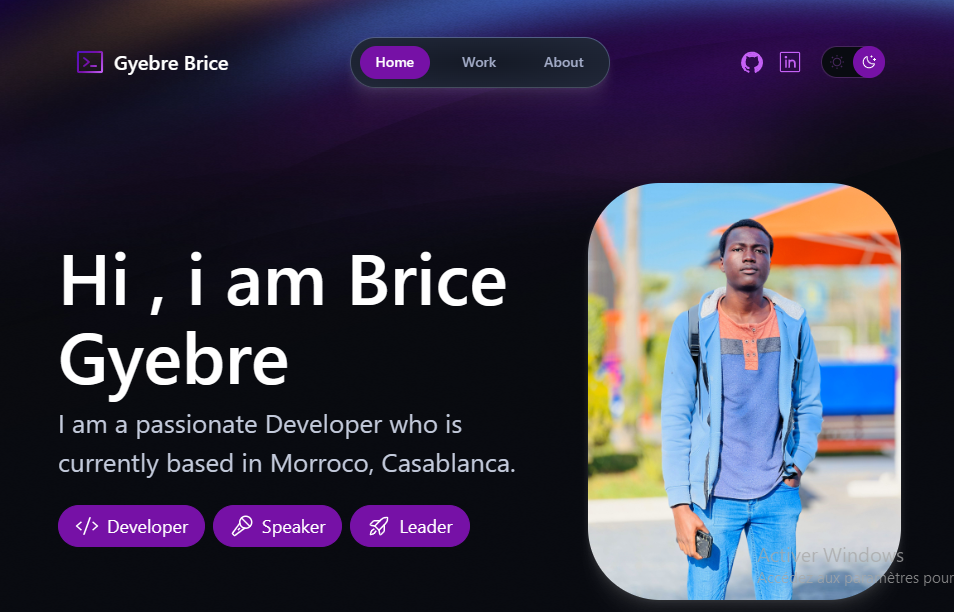 >_ Gyebre Brice
Home Work About
in
Hi , i am Brice
Gyebre
I am a passionate Developer who is
currently based in Morroco, Casablanca.
</> Developer Speaker Leader
Activer Windows
aux paramètres pour